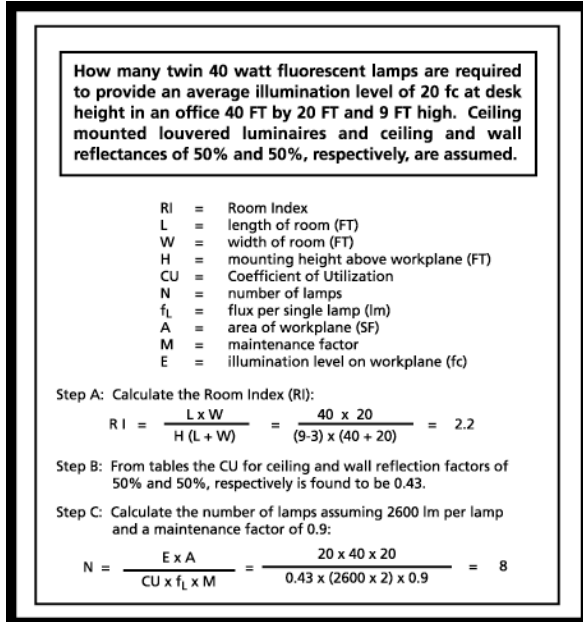 How many twin 40 watt fluorescent lamps are required
to provide an average illumination level of 20 fc at desk
height in an office 40 FT by 20 FT and 9 FT high. Ceiling
mounted louvered luminaires and ceiling and wall
reflectances of 50% and 50%, respectively, are assumed.
RI = Room Index
L = length of room (FT)
W = width of room (FT)
H = mounting height above workplane (FT)
CU = Coefficient of Utilization
N = number of lamps
fL = flux per single lamp (lm)
A = area of workplane (SF)
M = maintenance factor
E = illumination level on workplane (fc)
Step A: Calculate the Room Index (RI):
L x W 40 x 20
R I = = = 2.2
H (L + W) (9-3) x (40 + 20)
Step B: From tables the CU for ceiling and wall reflection factors of
50% and 50%, respectively is found to be 0.43.
Step C: Calculate the number of lamps assuming 2600 lm per lamp
and a maintenance factor of 0.9:
E x A 20 x 40 x 20
N = = = 8
CU x fL x M 0.43 x (2600 x 2) x 0.9